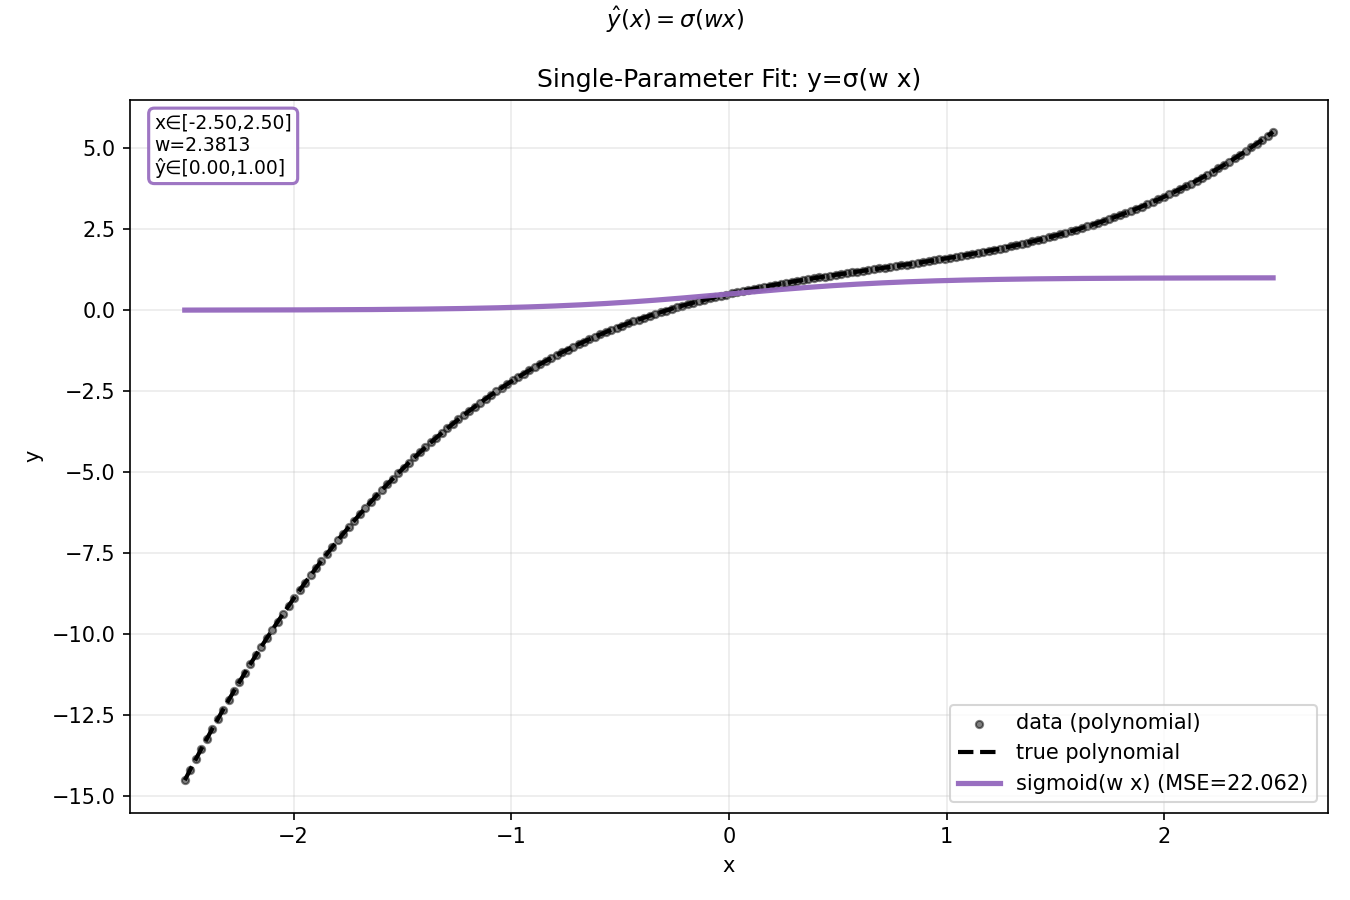 ŷ(x) = σ(wx)
Single-Parameter Fit: y=σ(w x)
x∈[-2.50,2.50]
w=2.3813
ŷ∈[0.00,1.00]
5.0
2.5
0.0
−2.5
−5.0
−7.5
−10.0
−12.5
−15.0
y
data (polynomial)
true polynomial
sigmoid(w x) (MSE=22.062)
−2
−1
0
1
2
x